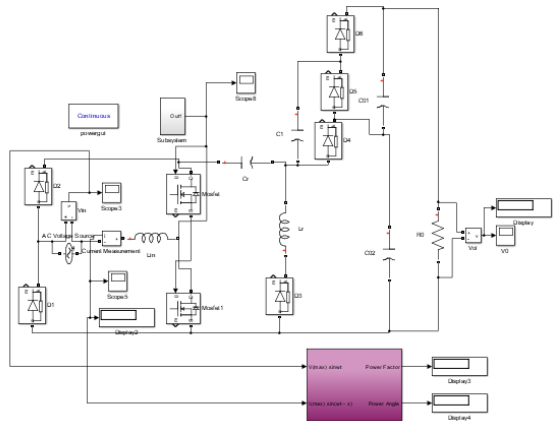 D6
D5
Scope6
Continuous
powergui
Out1
Subsystem
C1
C01
D4
Cr
D2
Mosfet
Vin
Scope3
AC Voltage Source
Current Measurement
Lin
Lr
R0
Display
Vol
V0
C02
Scope5
D1
Mosfet1
D3
Display2
Power Factor
Display3
Power Angle
Display4